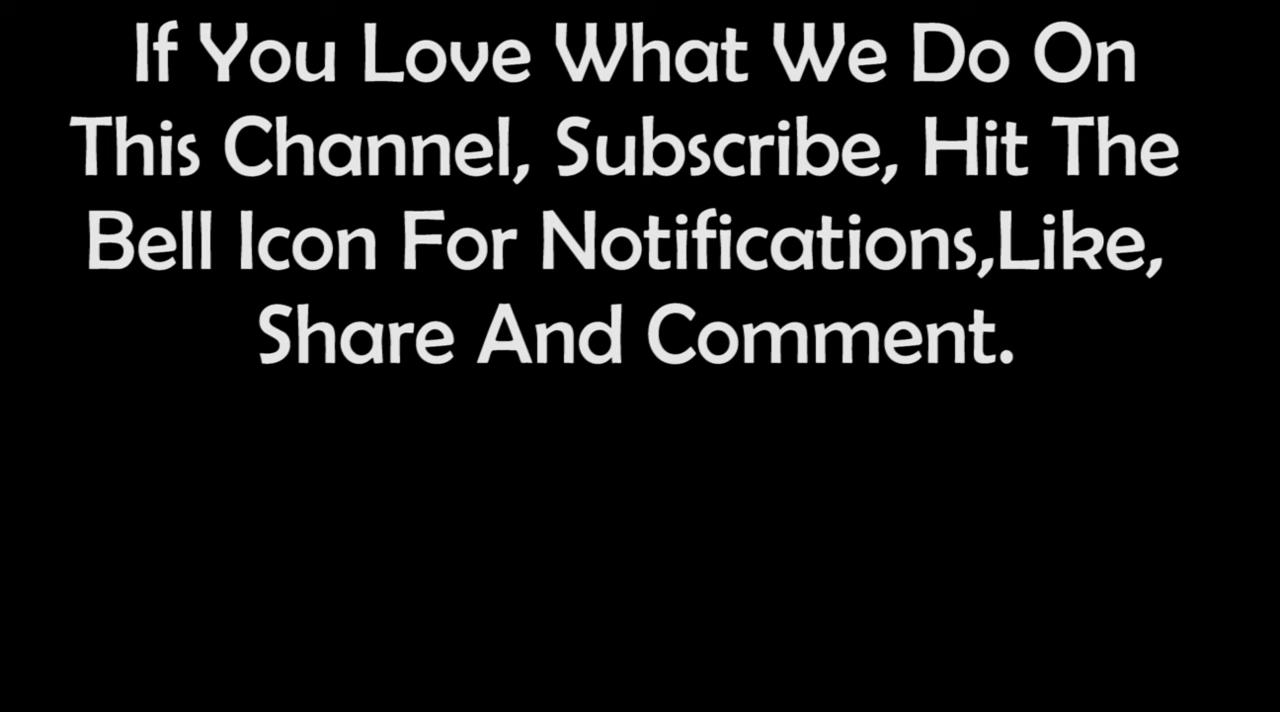 If You Love What We Do On
This Channel, Subscribe, Hit The
Bell Icon For Notifications,Like,
Share And Comment.